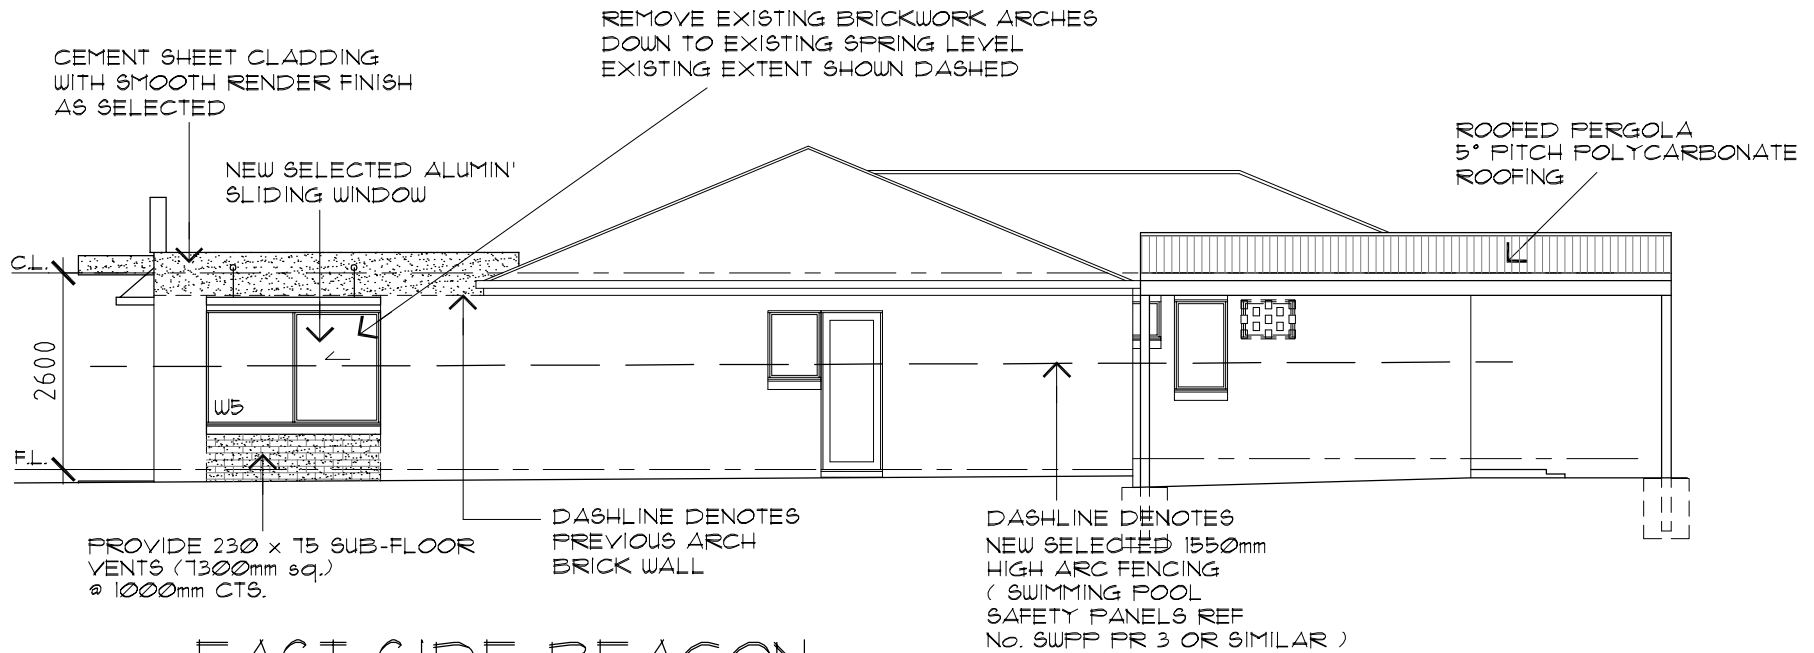 REMOVE EXISTING BRICKWORK ARCHES
DOWN TO EXISTING SPRING LEVEL
EXISTING EXTENT SHOWN DASHED
CEMENT SHEET CLADDING
WITH SMOOTH RENDER FINISH
AS SELECTED
NEW SELECTED ALUMIN'
SLIDING WINDOW
ROOFED PERGOLA
5° PITCH POLYCARBONATE
ROOFING
C.L.
2600
W5
F.L.
PROVIDE 230 x 75 SUB-FLOOR
VENTS (7300mm sq.)
@ 1000mm CTS.
DASHLINE DENOTES
PREVIOUS ARCH
BRICK WALL
DASHLINE DENOTES
NEW SELECTED 1550mm
HIGH ARC FENCING
( SWIMMING POOL
SAFETY PANELS REF
No. SWPP PR 3 OR SIMILAR )
EAST SIDE